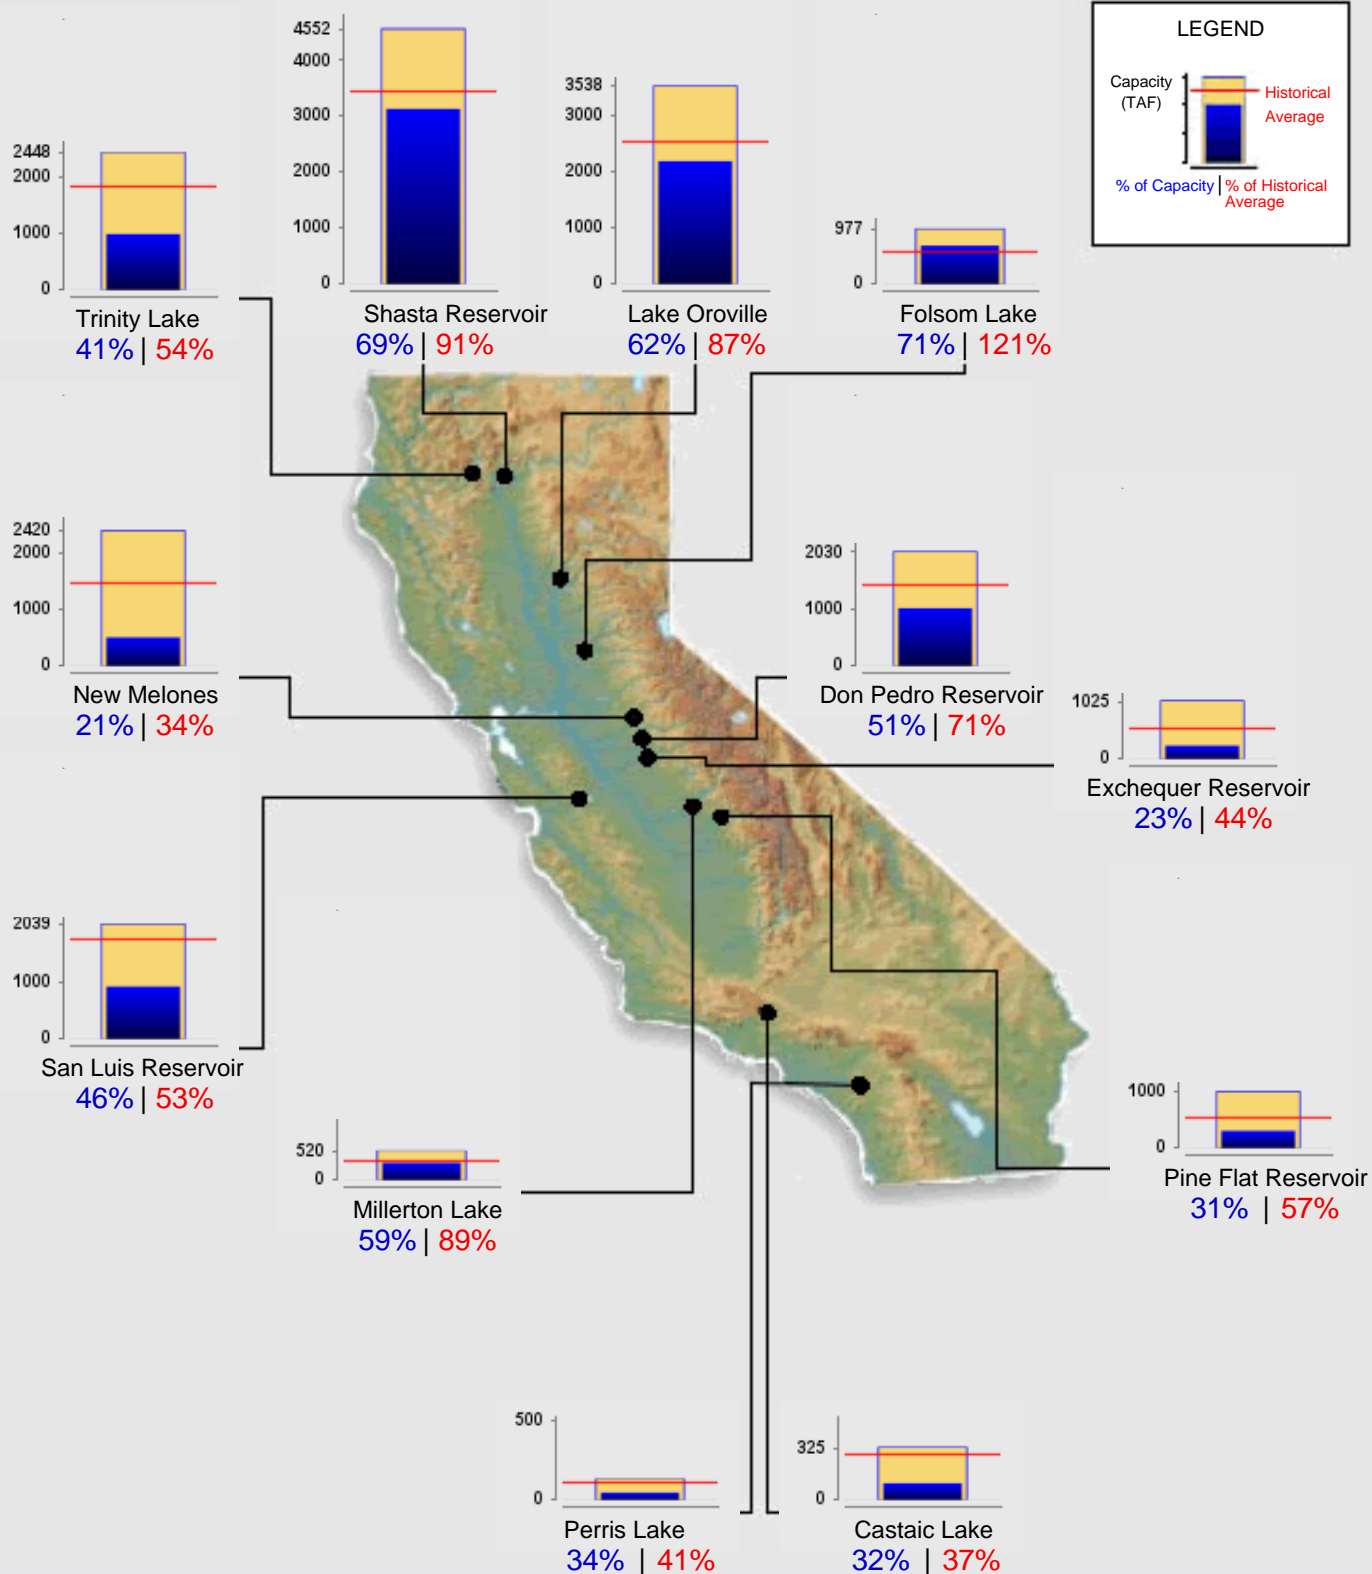 4552
4000
3000
2000
1000
0
Shasta Reservoir
69% | 91%
3538
3000
2000
1000
0
Lake Oroville
62% | 87%
LEGEND
Capacity
(TAF)
Historical
Average
% of Capacity | % of Historical
Average
2448
2000
1000
0
Trinity Lake
41% | 54%
977
0
Folsom Lake
71% | 121%
2420
2000
1000
0
New Melones
21% | 34%
2030
1000
0
Don Pedro Reservoir
51% | 71%
1025
0
Exchequer Reservoir
23% | 44%
2039
1000
0
San Luis Reservoir
46% | 53%
520
0
Millerton Lake
59% | 89%
1000
0
Pine Flat Reservoir
31% | 57%
500
0
Perris Lake
34% | 41%
325
0
Castaic Lake
32% | 37%